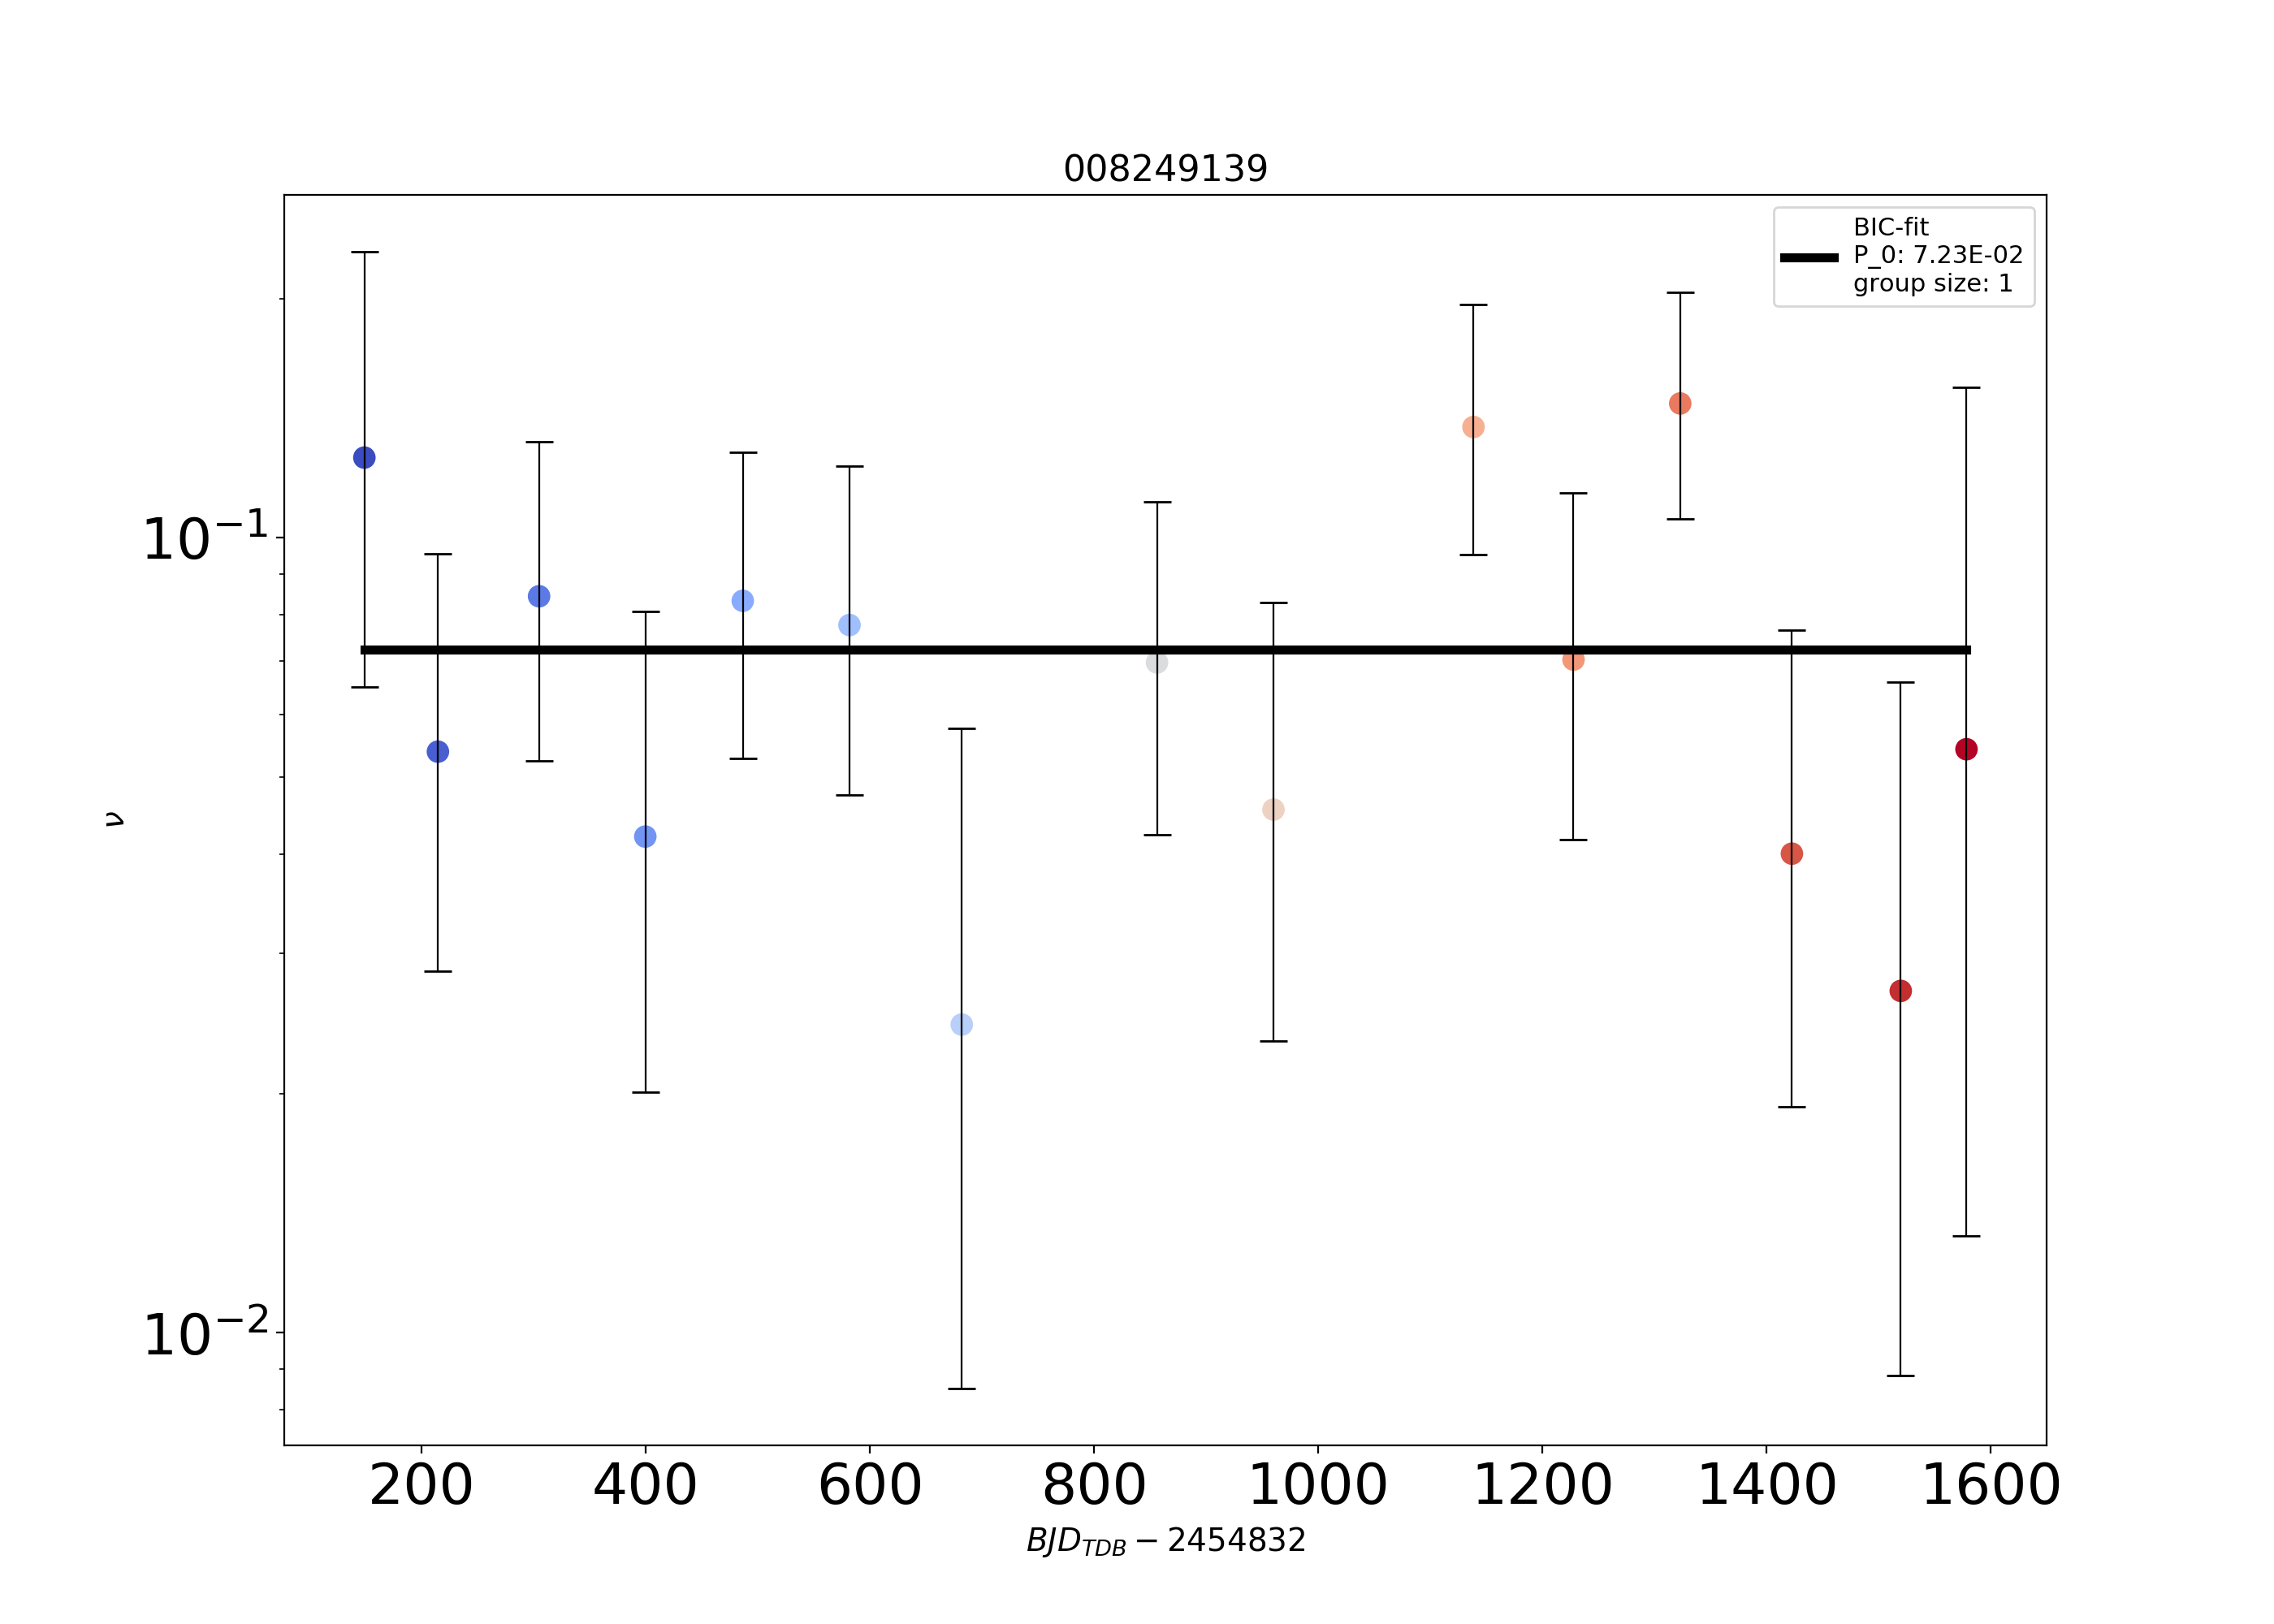 008249139
BIC-fit
P_0: 7.23E-02
group size: 1
10⁻¹
10⁻²
ν
200 400 600 800 1000 1200 1400 1600
BJD_TDB − 2454832